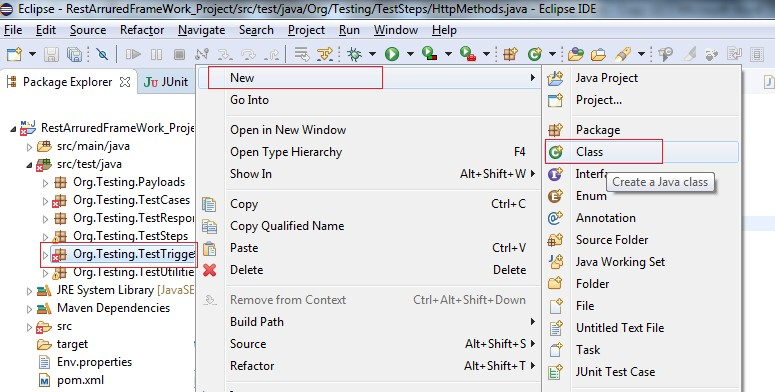 Eclipse - RestArruredFrameWork_Project/src/test/java/Org/Testing/TestSteps/HttpMethods.java - Eclipse IDE
File Edit Source Refactor Navigate Search Project Run Window Help
Package Explorer JUnit
RestArruredFrameWork_Proje
src/main/java
src/test/java
Org.Testing.Payloads
Org.Testing.TestCases
Org.Testing.TestRespor
Org.Testing.TestSteps
Org.Testing.TestTrigge
Org.Testing.TestUtilitie
JRE System Library [JavaSE
Maven Dependencies
src
target
Env.properties
pom.xml
New
Go Into
Open in New Window
Open Type Hierarchy F4
Show In Alt+Shift+W
Copy Ctrl+C
Copy Qualified Name
Paste Ctrl+V
Delete Delete
Remove from Context Ctrl+Alt+Shift+Down
Build Path
Source Alt+Shift+S
Refactor Alt+Shift+T
Java Project
Project...
Package
Class
Interfa
Create a Java class
Enum
Annotation
Source Folder
Java Working Set
Folder
File
Untitled Text File
Task
JUnit Test Case